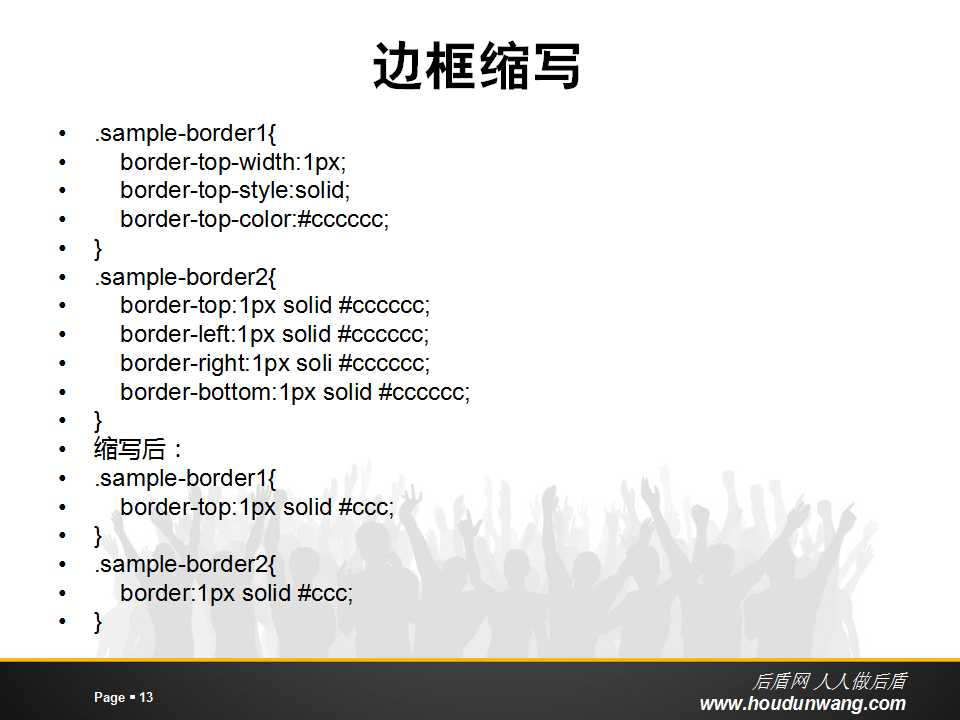 边框缩写
• .sample-border1{
• border-top-width:1px;
• border-top-style:solid;
• border-top-color:#cccccc;
• }
• .sample-border2{
• border-top:1px solid #cccccc;
• border-left:1px solid #cccccc;
• border-right:1px soli #cccccc;
• border-bottom:1px solid #cccccc;
• }
• 缩写后：
• .sample-border1{
• border-top:1px solid #ccc;
• }
• .sample-border2{
• border:1px solid #ccc;
• }
Page ▪ 13
后盾网 人人做后盾
www.houdunwang.com